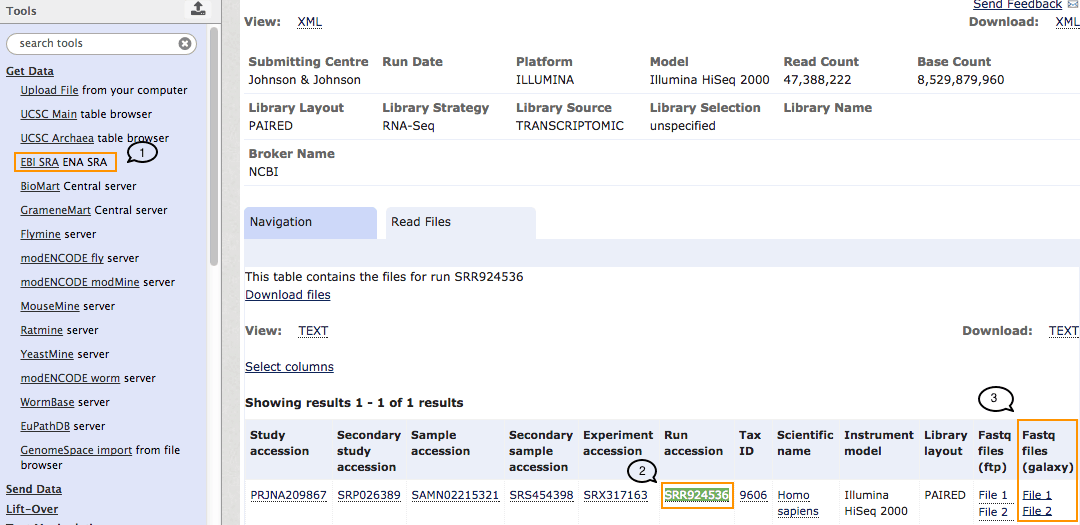 Tools
search tools
Get Data
Upload File from your computer
UCSC Main table browser
UCSC Archaea table browser
EBI SRA ENA SRA
1
BioMart Central server
GrameneMart Central server
Flymine server
modENCODE fly server
modENCODE modMine server
MouseMine server
Ratmine server
YeastMine server
modENCODE worm server
WormBase server
EuPathDB server
GenomeSpace import from file
browser
Send Data
Lift-Over
Send Feedback
View: XML Download: XML
Submitting Centre Run Date Platform Model Read Count Base Count
Johnson & Johnson ILLUMINA Illumina HiSeq 2000 47,388,222 8,529,879,960
Library Layout Library Strategy Library Source Library Selection Library Name
PAIRED RNA-Seq TRANSCRIPTOMIC unspecified
Broker Name
NCBI
Navigation Read Files
This table contains the files for run SRR924536
Download files
View: TEXT Download: TEXT
Select columns
Showing results 1 - 1 of 1 results
3
Study Secondary Sample Secondary Experiment Run Tax Scientific Instrument Library Fastq Fastq
accession study accession sample accession accession ID name model layout files files
accession accession (ftp) (galaxy)
2
PRJNA209867 SRP026389 SAMN02215321 SRS454398 SRX317163 SRR924536 9606 Homo Illumina PAIRED File 1 File 1
sapiens HiSeq 2000 File 2 File 2